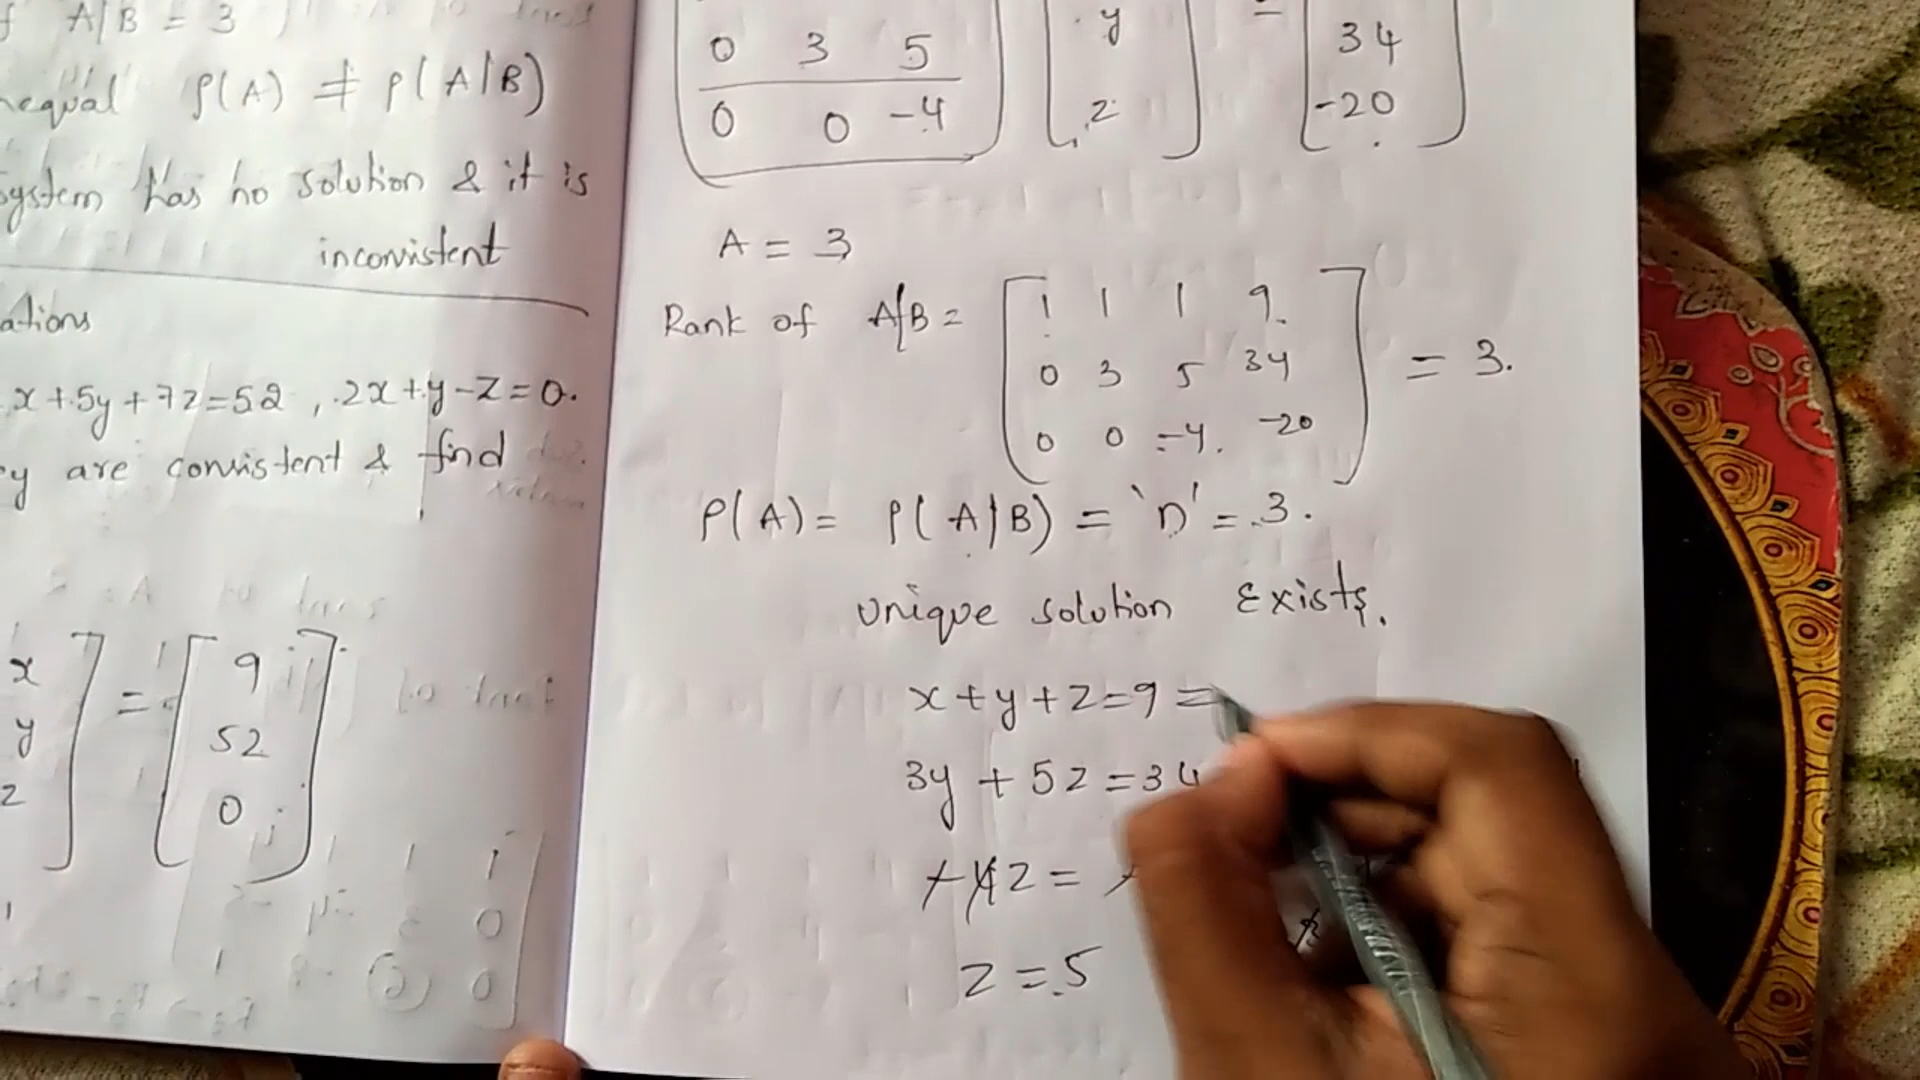 A/B = 3
ρ(A) ≠ ρ(A/B)
system has no solution & it is
inconsistent
x+5y+7z=52, 2x+y-z=0.
are consistent & find
x
y
z
=
9
52
0
0 3 5
0 0 -4
y
z
=
34
-20
A = 3
Rank of A/B =
1 1 1 9
0 3 5 34
0 0 -4 -20
= 3.
ρ(A) = ρ(A/B) = 'n' = 3.
unique solution Exists.
x+y+z=9 =
3y + 5z = 34
-4z =
z = 5